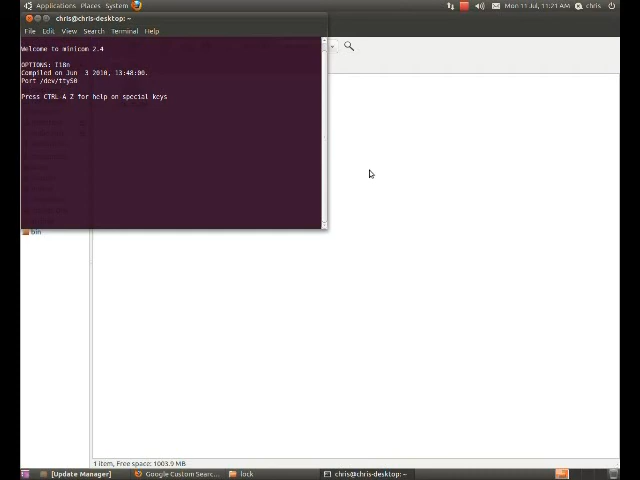 Applications Places System
Mon 11 Jul, 11:21 AM
chris
chris@chris-desktop: ~
File Edit View Search Terminal Help
Welcome to minicom 2.4
OPTIONS: I18n
Compiled on Jun 3 2010, 13:48:00.
Port /dev/ttyS0
Press CTRL-A Z for help on special keys
bin
1 item, Free space: 1003.9 MB
[Update Manager]
Google Custom Searc...
lock
chris@chris-desktop: ~